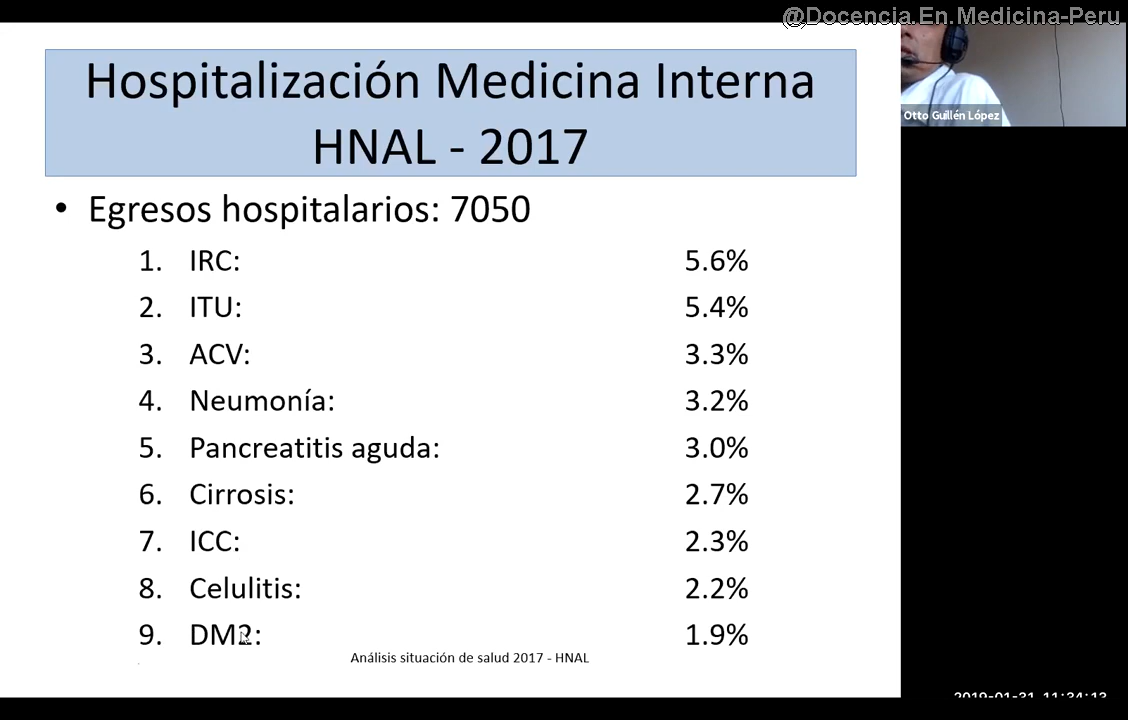 @Docencia.En.Medicina-Peru
Hospitalización Medicina Interna
HNAL - 2017
Otto Guillén López
• Egresos hospitalarios: 7050
1. IRC: 5.6%
2. ITU: 5.4%
3. ACV: 3.3%
4. Neumonía: 3.2%
5. Pancreatitis aguda: 3.0%
6. Cirrosis: 2.7%
7. ICC: 2.3%
8. Celulitis: 2.2%
9. DM2: 1.9%
Análisis situación de salud 2017 - HNAL
2019-01-31 11:34:13